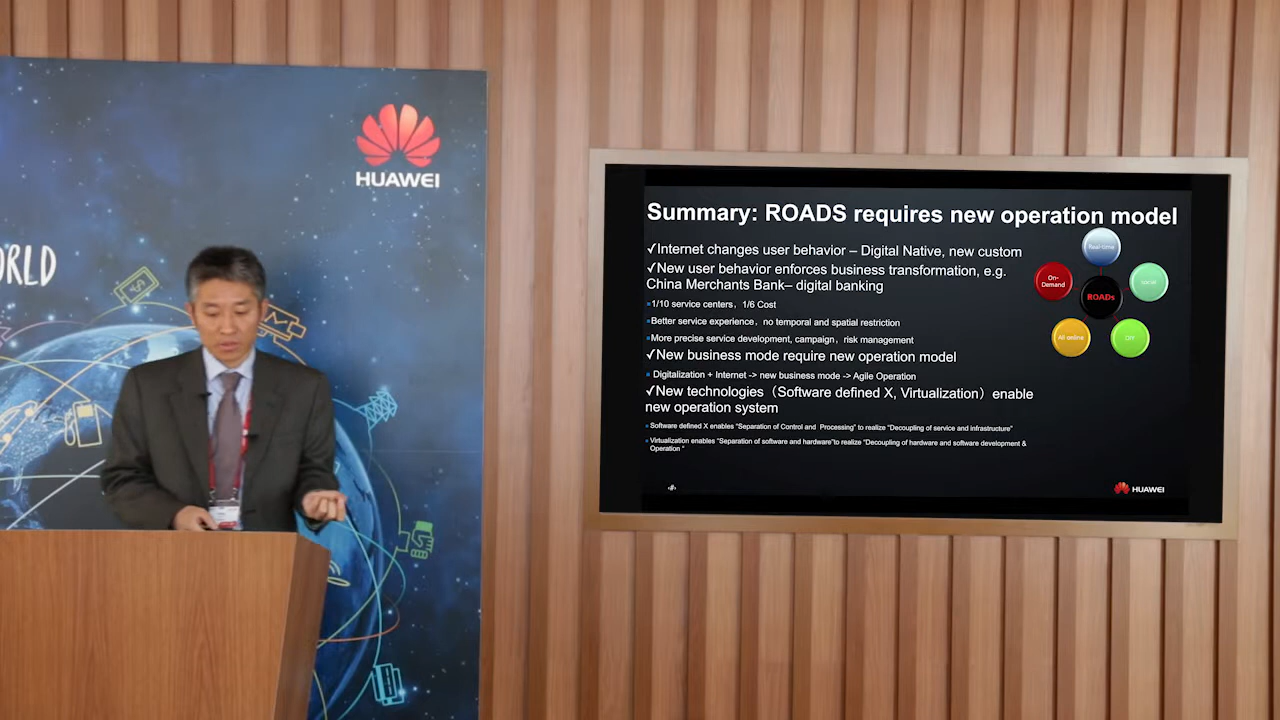 HUAWEI
ORLD
Summary: ROADS requires new operation model
✓Internet changes user behavior – Digital Native, new custom
✓New user behavior enforces business transformation, e.g.
China Merchants Bank– digital banking
▪1/10 service centers，1/6 Cost
▪Better service experience，no temporal and spatial restriction
▪More precise service development, campaign，risk management
✓New business mode require new operation model
▪ Digitalization + Internet -> new business mode -> Agile Operation
✓New technologies（Software defined X, Virtualization）enable
new operation system
▪ Software defined X enables “Separation of Control and Processing” to realize “Decoupling of service and infrastructure”
▪ Virtualization enables “Separation of software and hardware”to realize “Decoupling of hardware and software development &
Operation “
Real-time
On-
Demand
ROADs
All online
DIY
HUAWEI